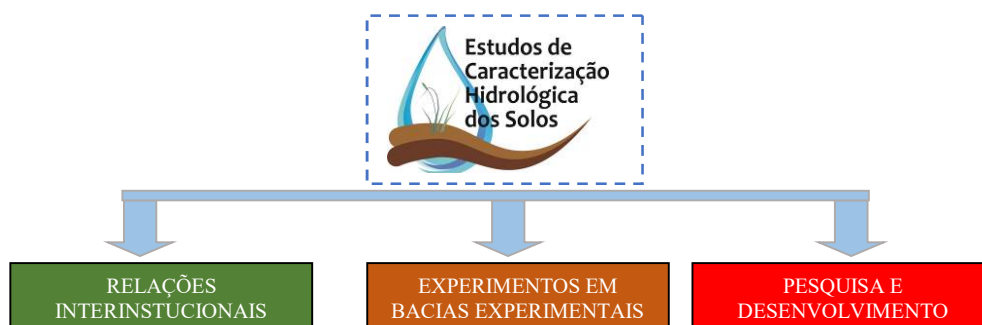 Estudos de
Caracterização
Hidrológica
dos Solos
RELAÇÕES
INTERINSTUCIONAIS
EXPERIMENTOS EM
BACIAS EXPERIMENTAIS
PESQUISA E
DESENVOLVIMENTO